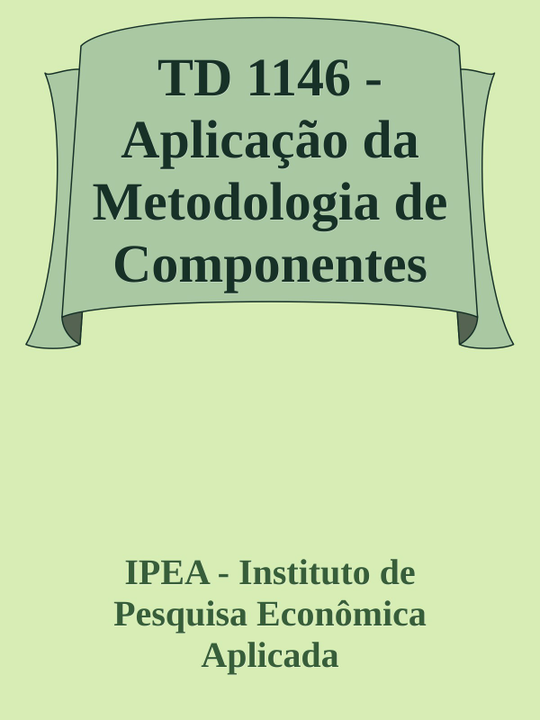 TD 1146 -
Aplicação da
Metodologia de
Componentes
IPEA - Instituto de
Pesquisa Econômica
Aplicada